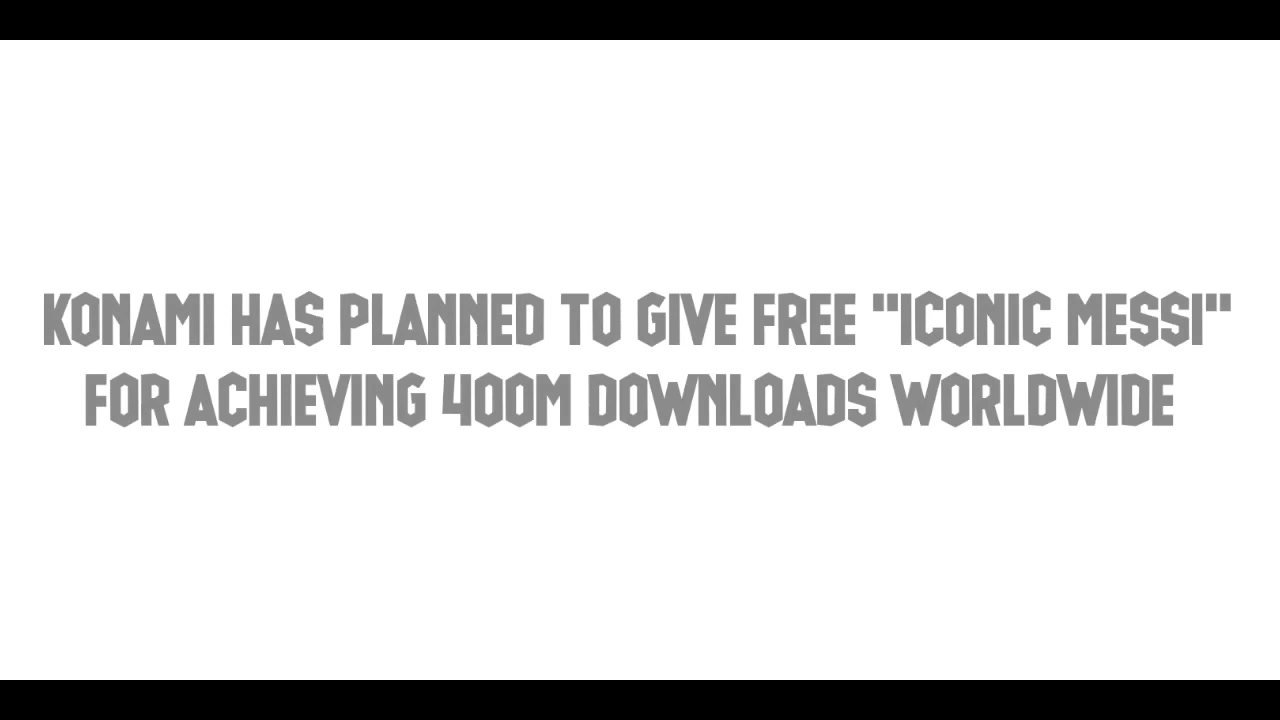 KONAMI HAS PLANNED TO GIVE FREE "ICONIC MESSI"
FOR ACHIEVING 400M DOWNLOADS WORLDWIDE